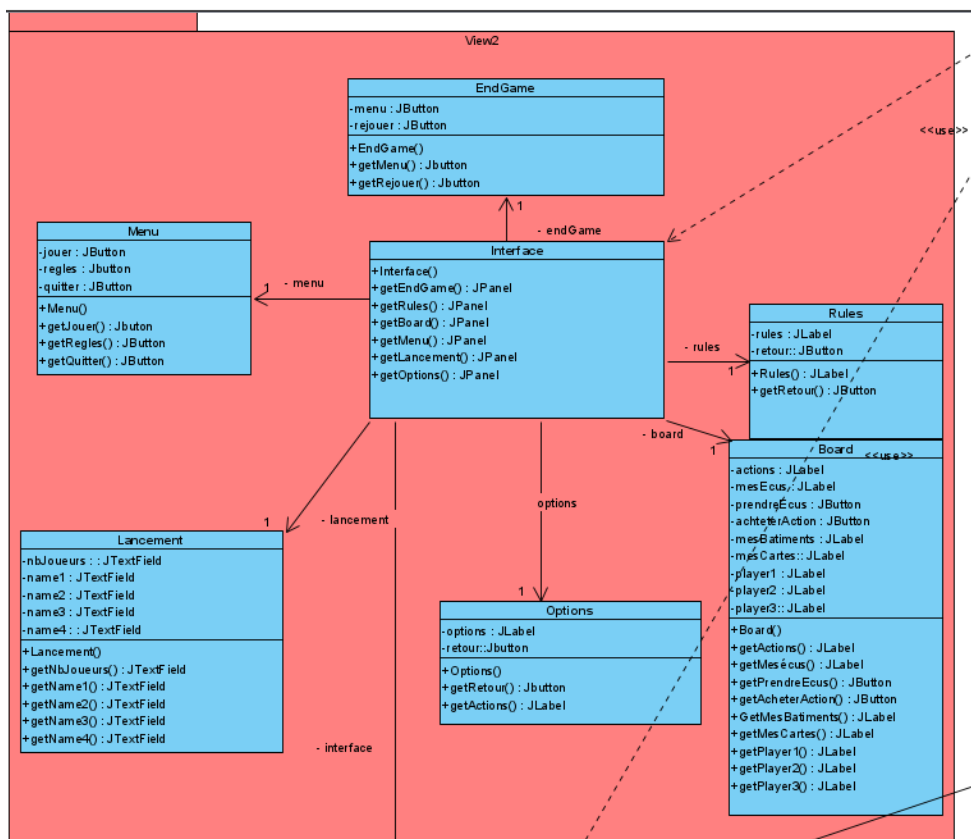 View2
EndGame
-menu : JButton
-rejouer : JButton
+EndGame()
+getMenu() : Jbutton
+getRejouer() : Jbutton
<<use>>
1
- endGame
Menu
-jouer : JButton
-regles : JButton
-quitter : JButton
+Menu()
+getJouer() : Jbuton
+getRegles() : JButton
+getQuitter() : JButton
1
- menu
Interface
+Interface()
+getEndGame() : JPanel
+getRules() : JPanel
+getBoard() : JPanel
+getMenu() : JPanel
+getLancement() : JPanel
+getOptions() : JPanel
- rules
1
Rules
-rules : JLabel
-retour:: JButton
+Rules() : JLabel
+getRetour() : JButton
- board
1
Board
<<use>>
-actions : JLabel
-mesEcus : JLabel
-prendreEcus : JButton
-achteterAction : JButton
-mesBatiments : JLabel
-mesCartes:: JLabel
-player1 : JLabel
-player2 : JLabel
-player3:: JLabel
+Board()
+getActions() : JLabel
+getMesécus() : JLabel
+getPrendreEcus() : JButton
+getAcheterAction() : JButton
+GetMesBatiments() : JLabel
+getMesCartes() : JLabel
+getPlayer1() : JLabel
+getPlayer2() : JLabel
+getPlayer3() : JLabel
options
1
- lancement
1
Lancement
-nbJoueurs : : JTextField
-name1 : JTextField
-name2 : JTextField
-name3 : JTextField
-name4: : JTextField
+Lancement()
+getNbJoueurs() : JTextField
+getName1() : JTextField
+getName2() : JTextField
+getName3() : JTextField
+getName4() : JTextField
Options
-options : JLabel
-retour::Jbutton
+Options()
+getRetour() : Jbutton
+getActions() : JLabel
- interface